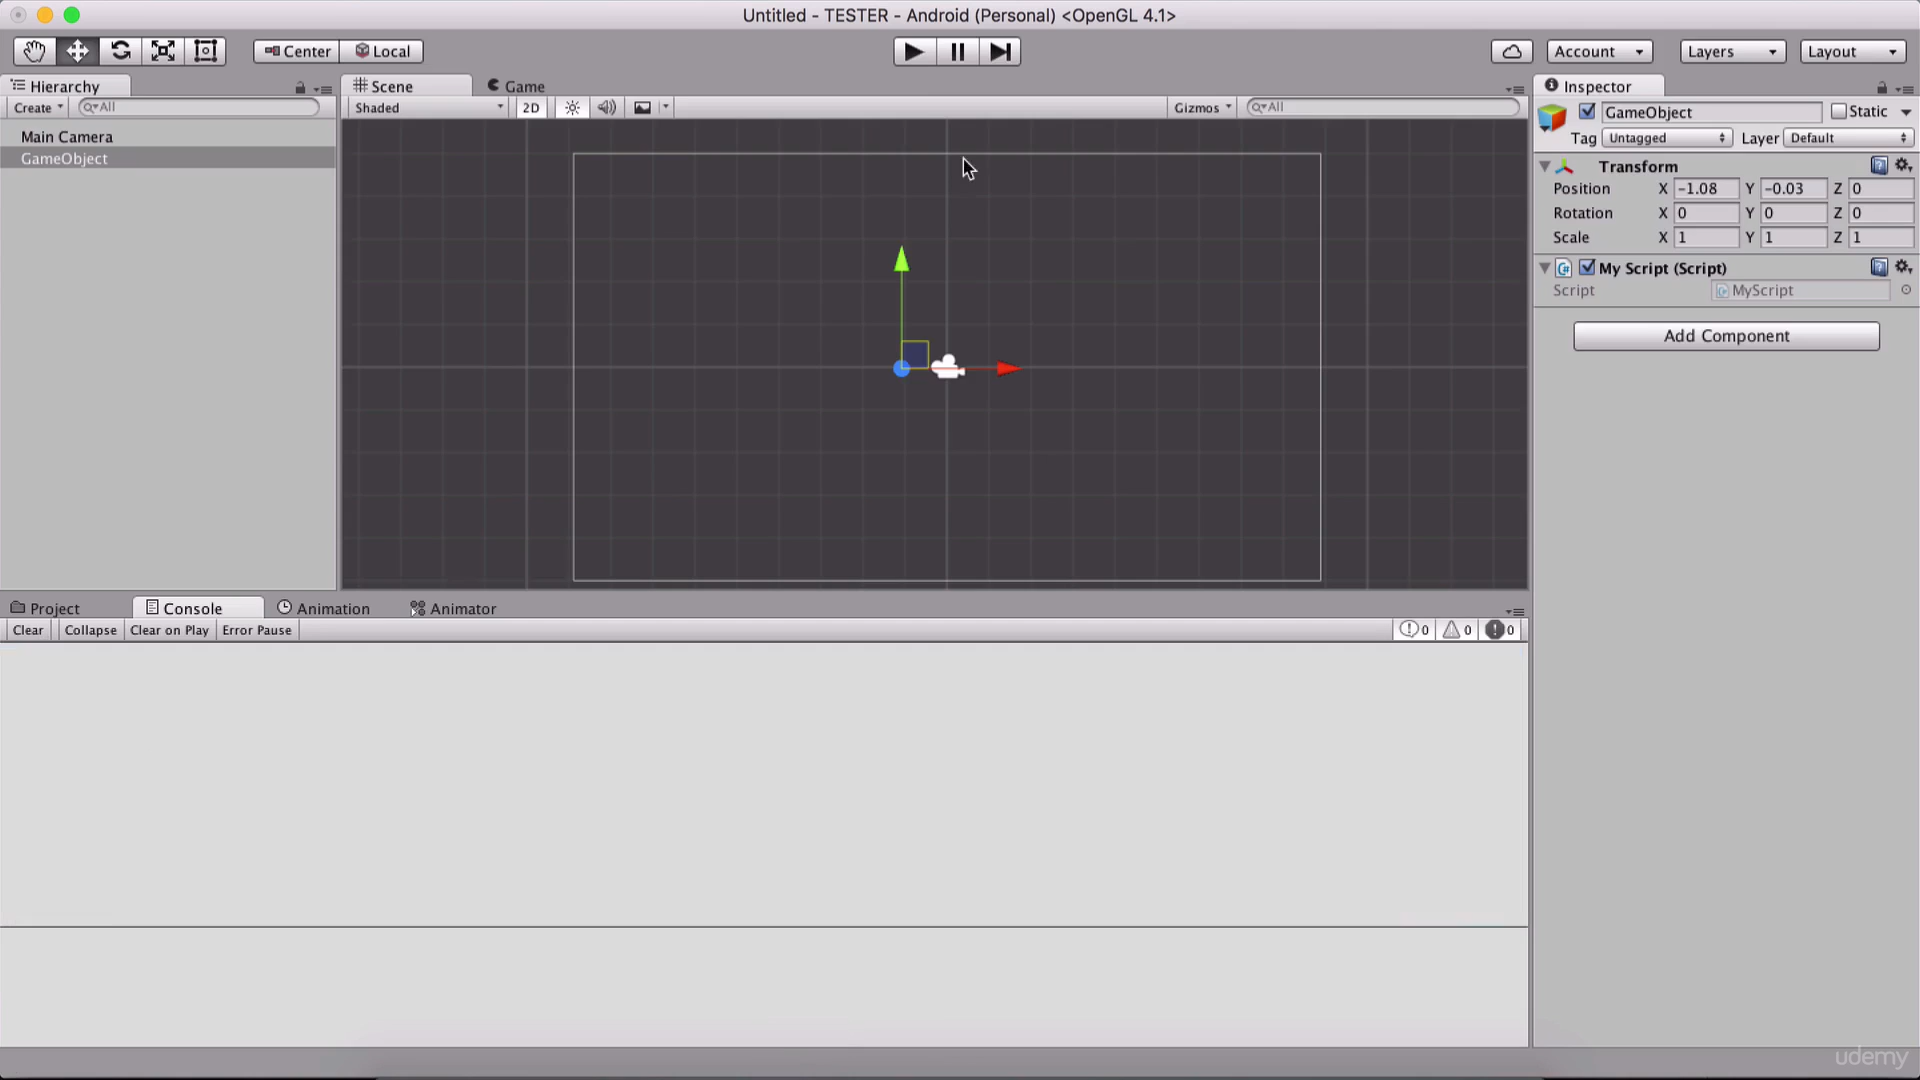 Untitled - TESTER - Android (Personal) <OpenGL 4.1>
Center Local
Account Layers Layout
Hierarchy
Create All
Main Camera
GameObject
Scene Game
Shaded 2D Gizmos All
Inspector
GameObject Static
Tag Untagged Layer Default
Transform
Position X -1.08 Y -0.03 Z 0
Rotation X 0 Y 0 Z 0
Scale X 1 Y 1 Z 1
My Script (Script)
Script MyScript
Add Component
Project Console Animation Animator
Clear Collapse Clear on Play Error Pause 0 0 0
udemy